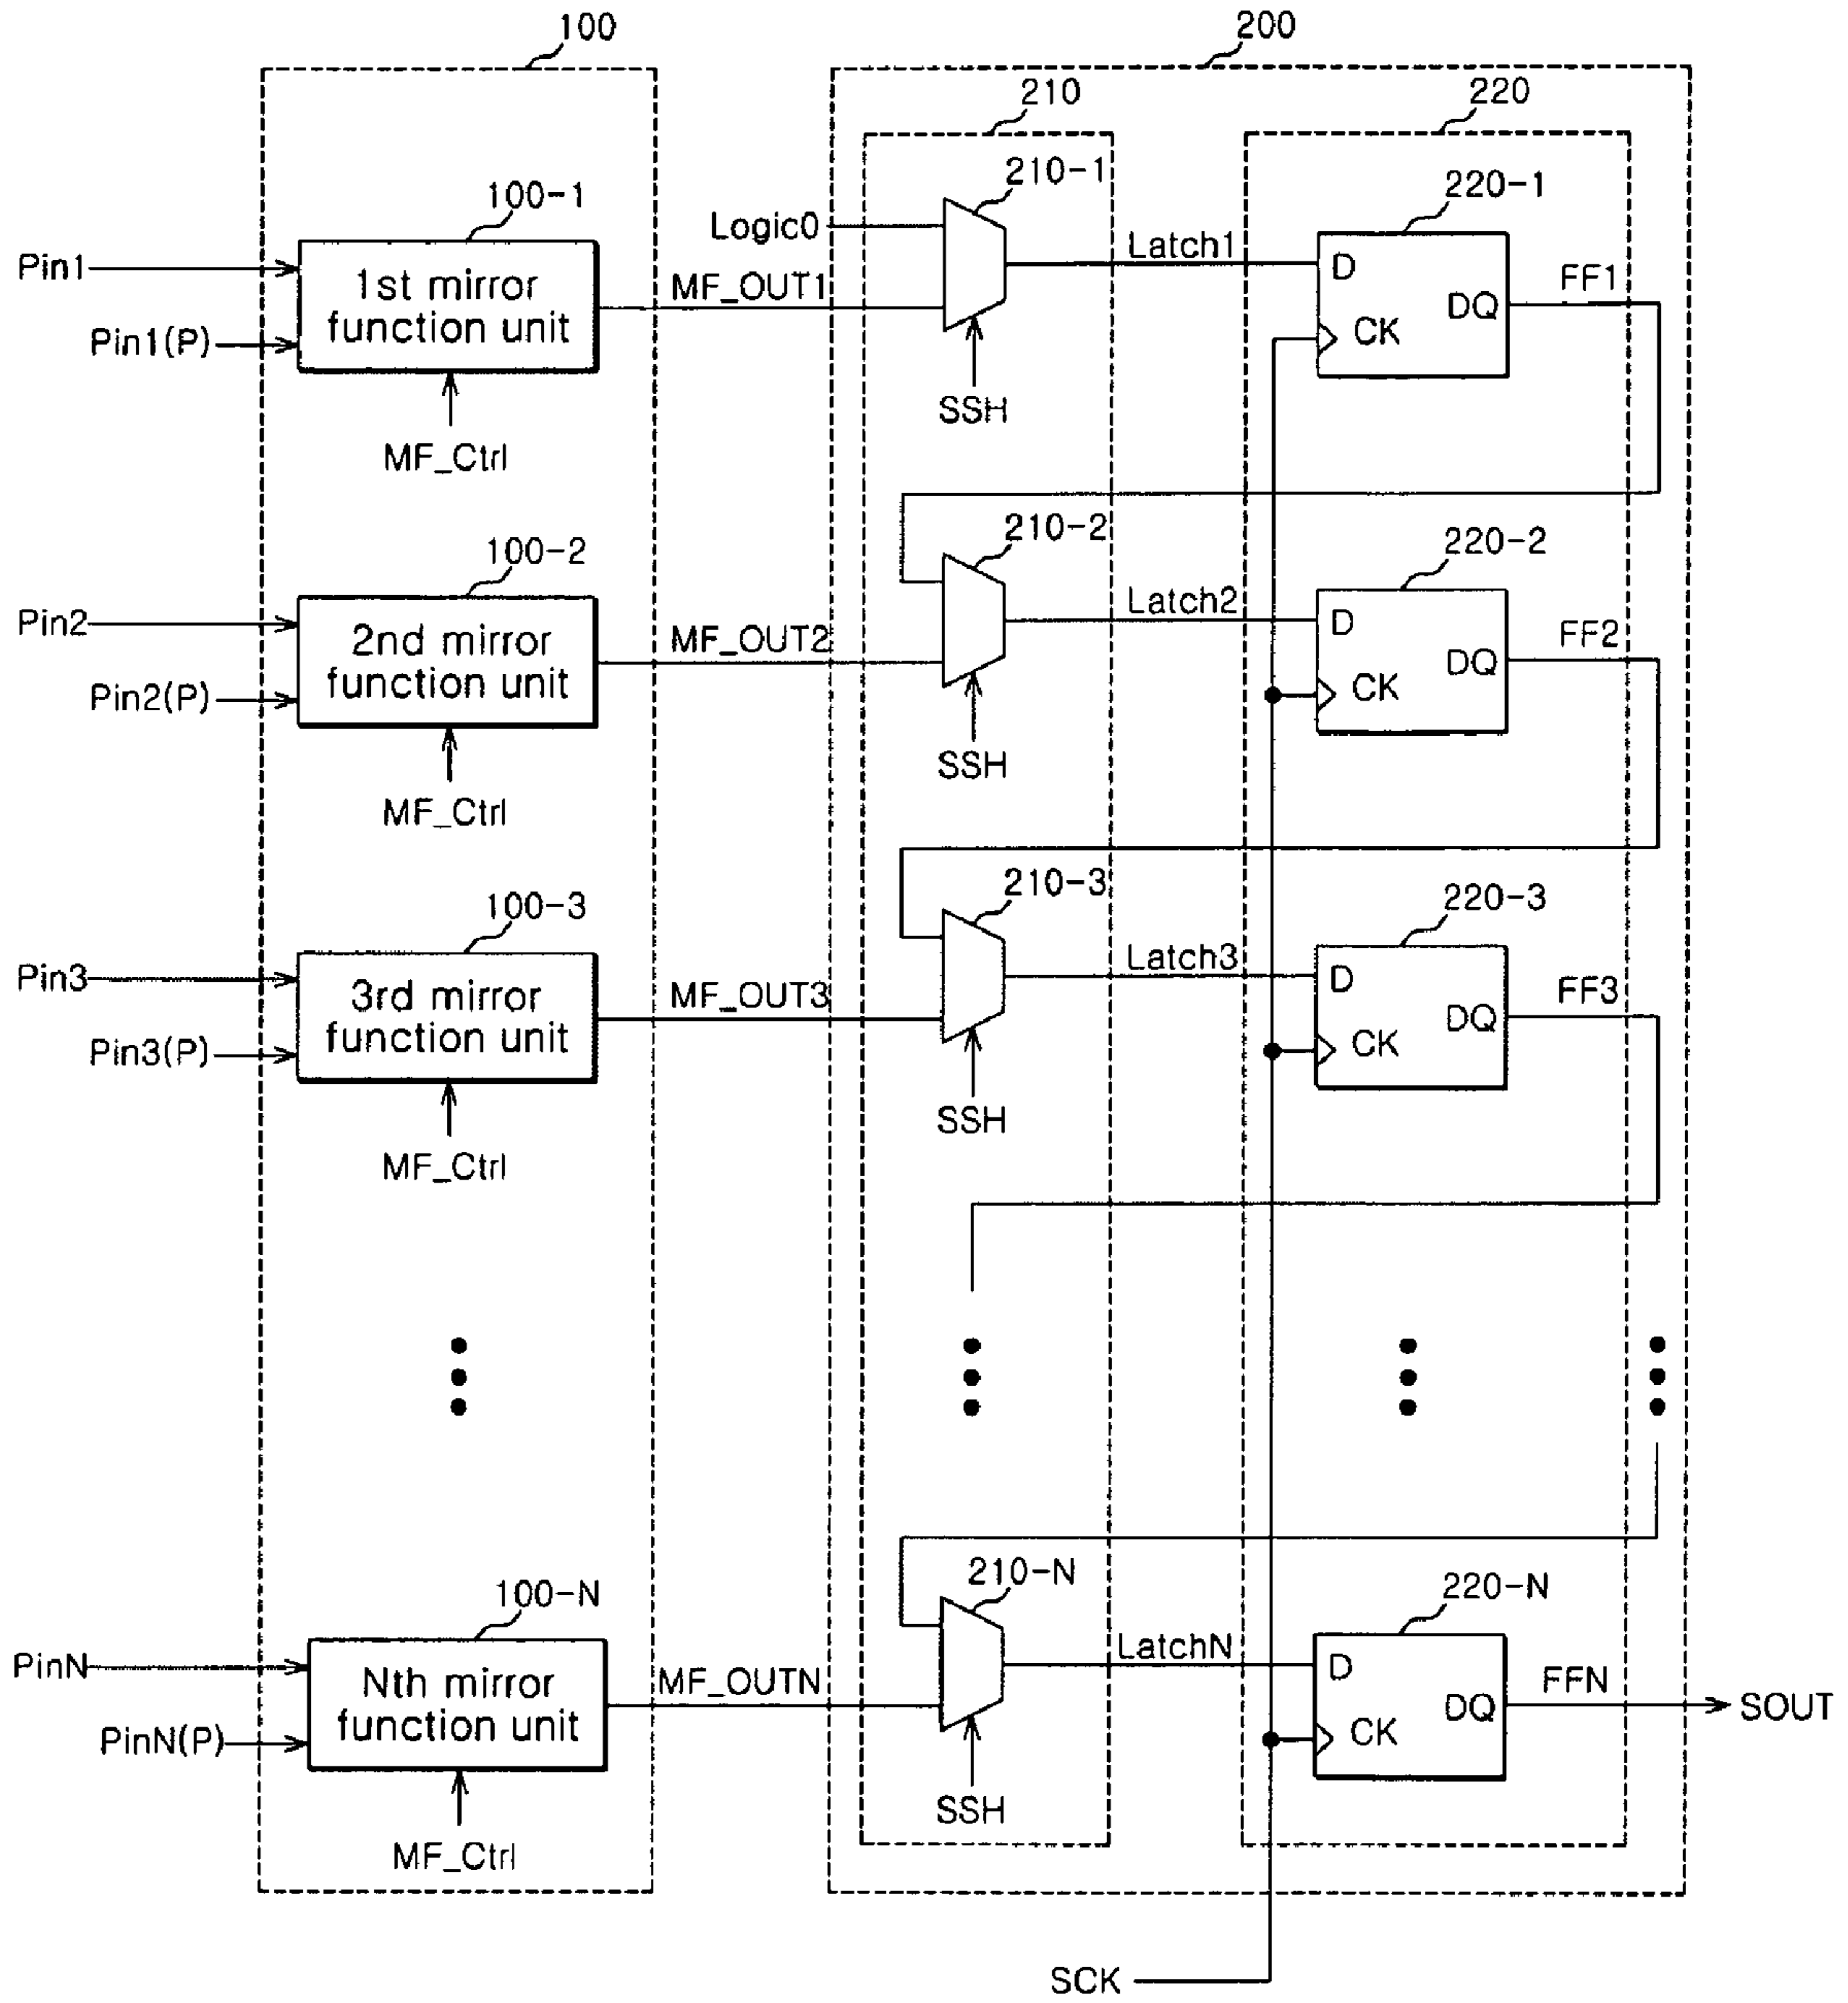 100
200
210
220
100-1
210-1
220-1
Logic0
Latch1
D
FF1
Pin1
1st mirror
function unit
MF_OUT1
DQ
CK
Pin1(P)
SSH
MF_Ctrl
100-2
210-2
220-2
Latch2
D
FF2
Pin2
2nd mirror
function unit
MF_OUT2
DQ
CK
Pin2(P)
SSH
MF_Ctrl
100-3
210-3
220-3
Latch3
D
FF3
Pin3
3rd mirror
function unit
MF_OUT3
DQ
CK
Pin3(P)
SSH
MF_Ctrl
100-N
210-N
220-N
LatchN
D
FFN
PinN
Nth mirror
function unit
MF_OUTN
DQ
SOUT
CK
PinN(P)
SSH
MF_Ctrl
SCK